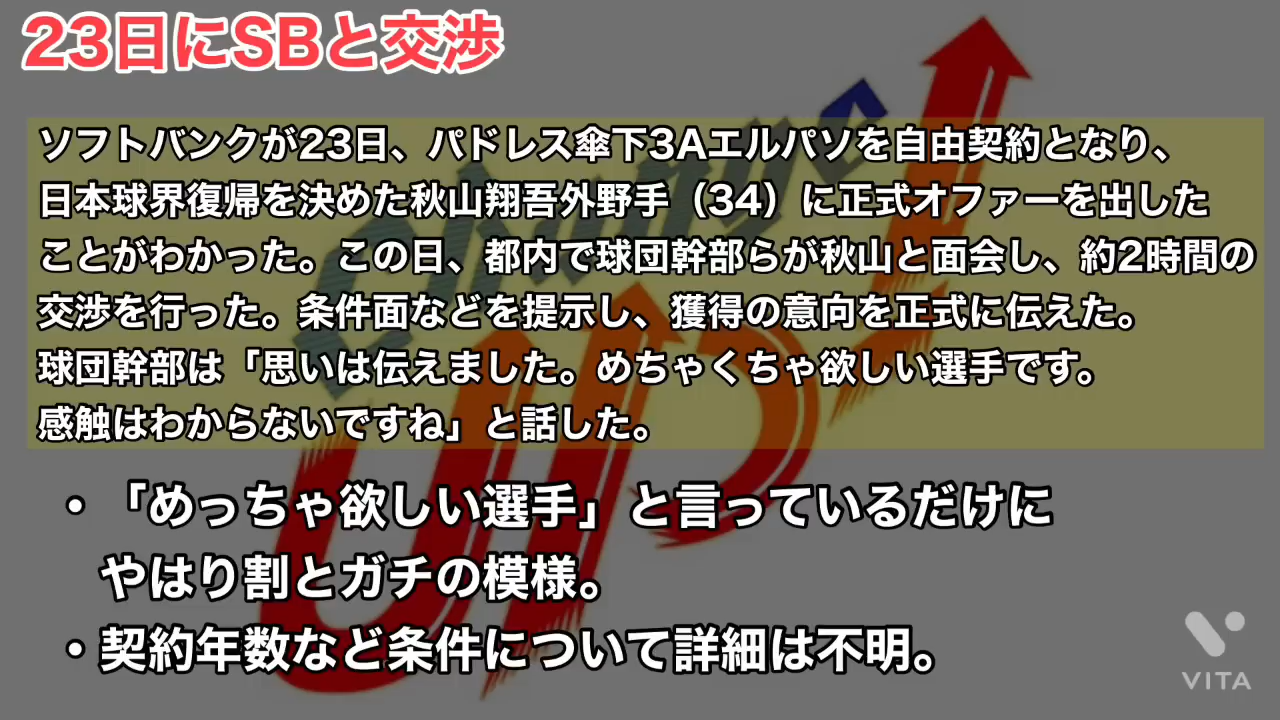 23日にSBと交渉
ソフトバンクが23日、パドレス傘下3Aエルパソを自由契約となり、
日本球界復帰を決めた秋山翔吾外野手（34）に正式オファーを出した
ことがわかった。この日、都内で球団幹部らが秋山と面会し、約2時間の
交渉を行った。条件面などを提示し、獲得の意向を正式に伝えた。
球団幹部は「思いは伝えました。めちゃくちゃ欲しい選手です。
感触はわからないですね」と話した。
・「めっちゃ欲しい選手」と言っているだけに
やはり割とガチの模様。
・契約年数など条件について詳細は不明。
VITA